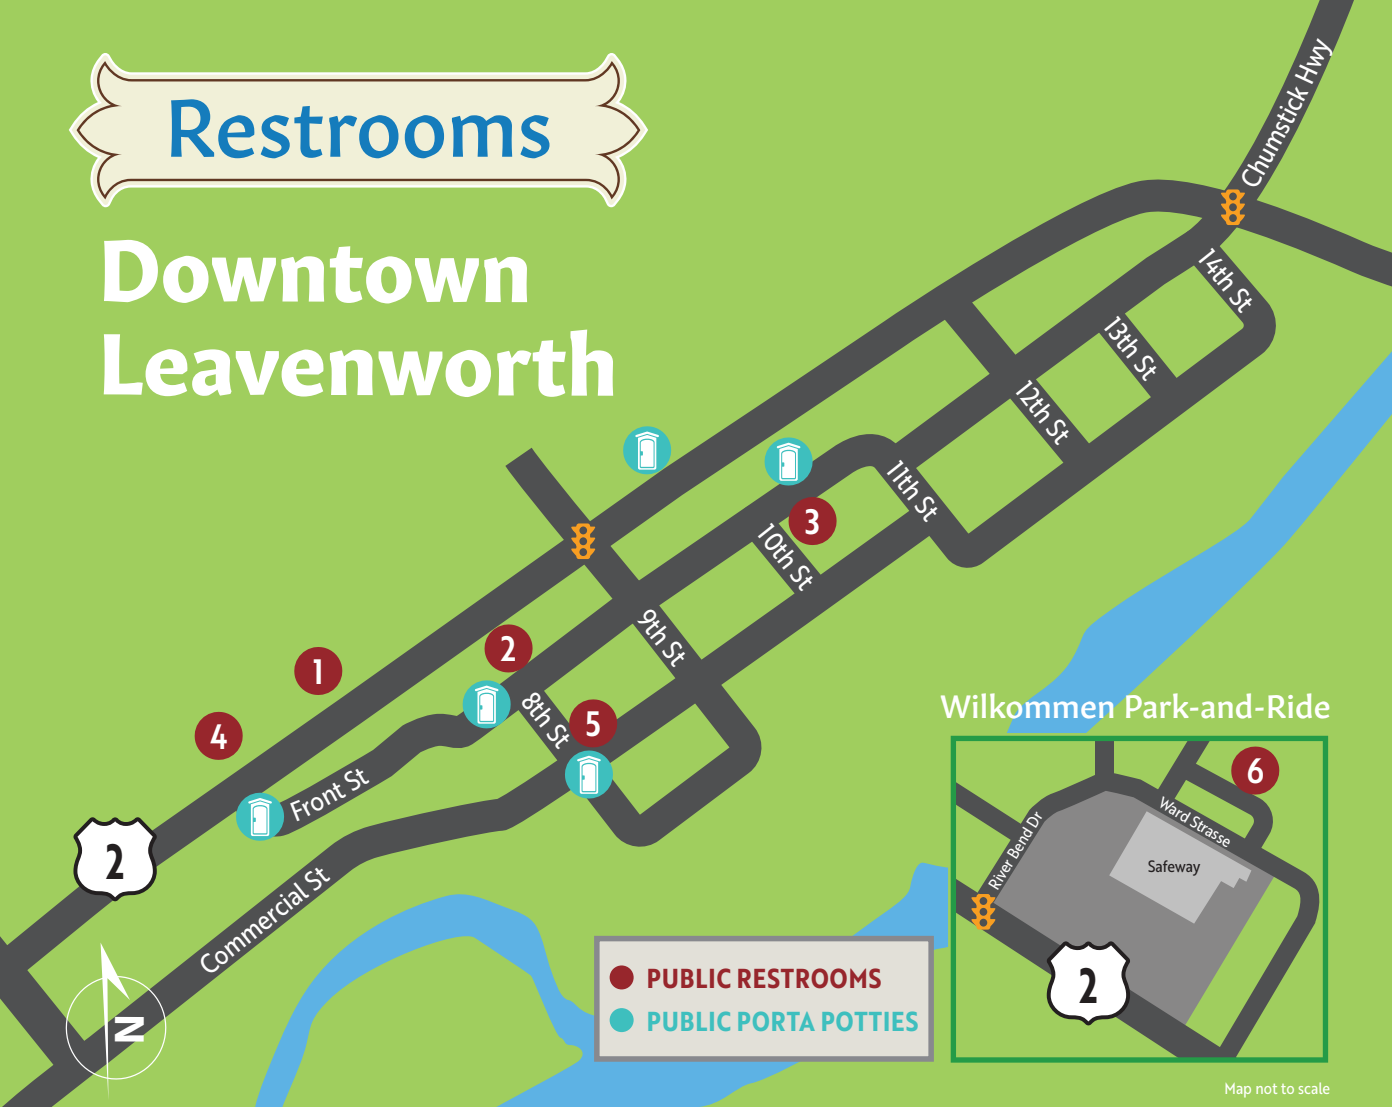 Restrooms
Downtown
Leavenworth
Chumstick Hwy
14th St
13th St
12th St
11th St
3
10th St
9th St
2
1
8th St
5
4
Front St
2
Commercial St
N
PUBLIC RESTROOMS
PUBLIC PORTA POTTIES
Wilkommen Park-and-Ride
6
Ward Strasse
River Bend Dr
Safeway
2
Map not to scale